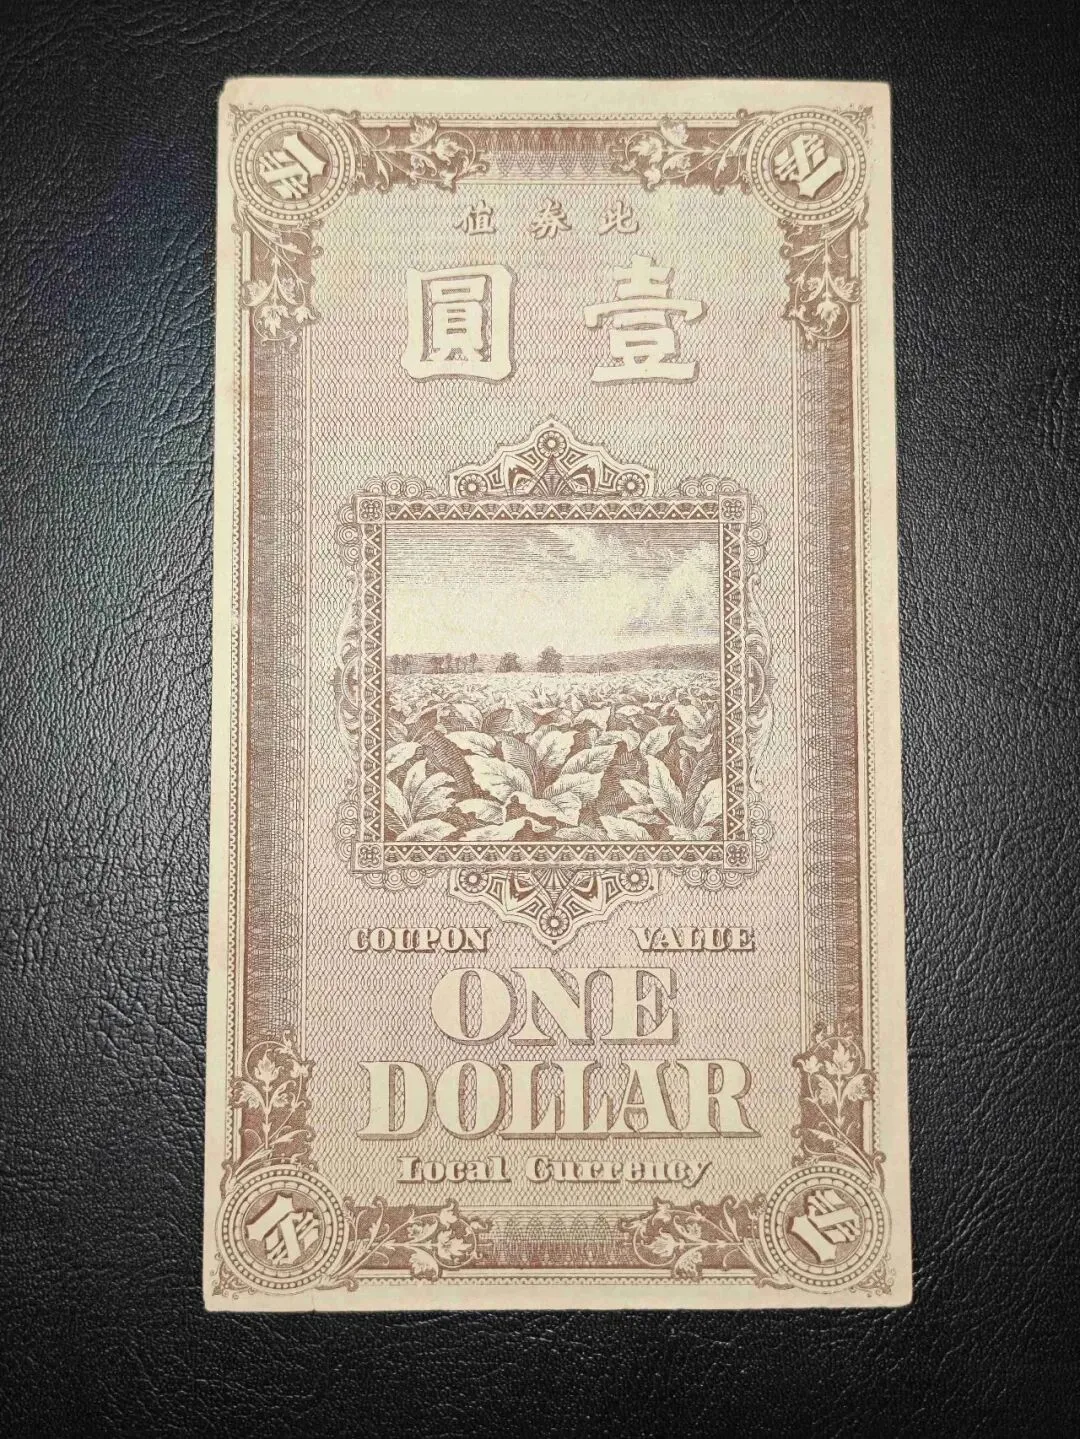 此券值
壹圓
COUPON VALUE
ONE
DOLLAR
Local Currency